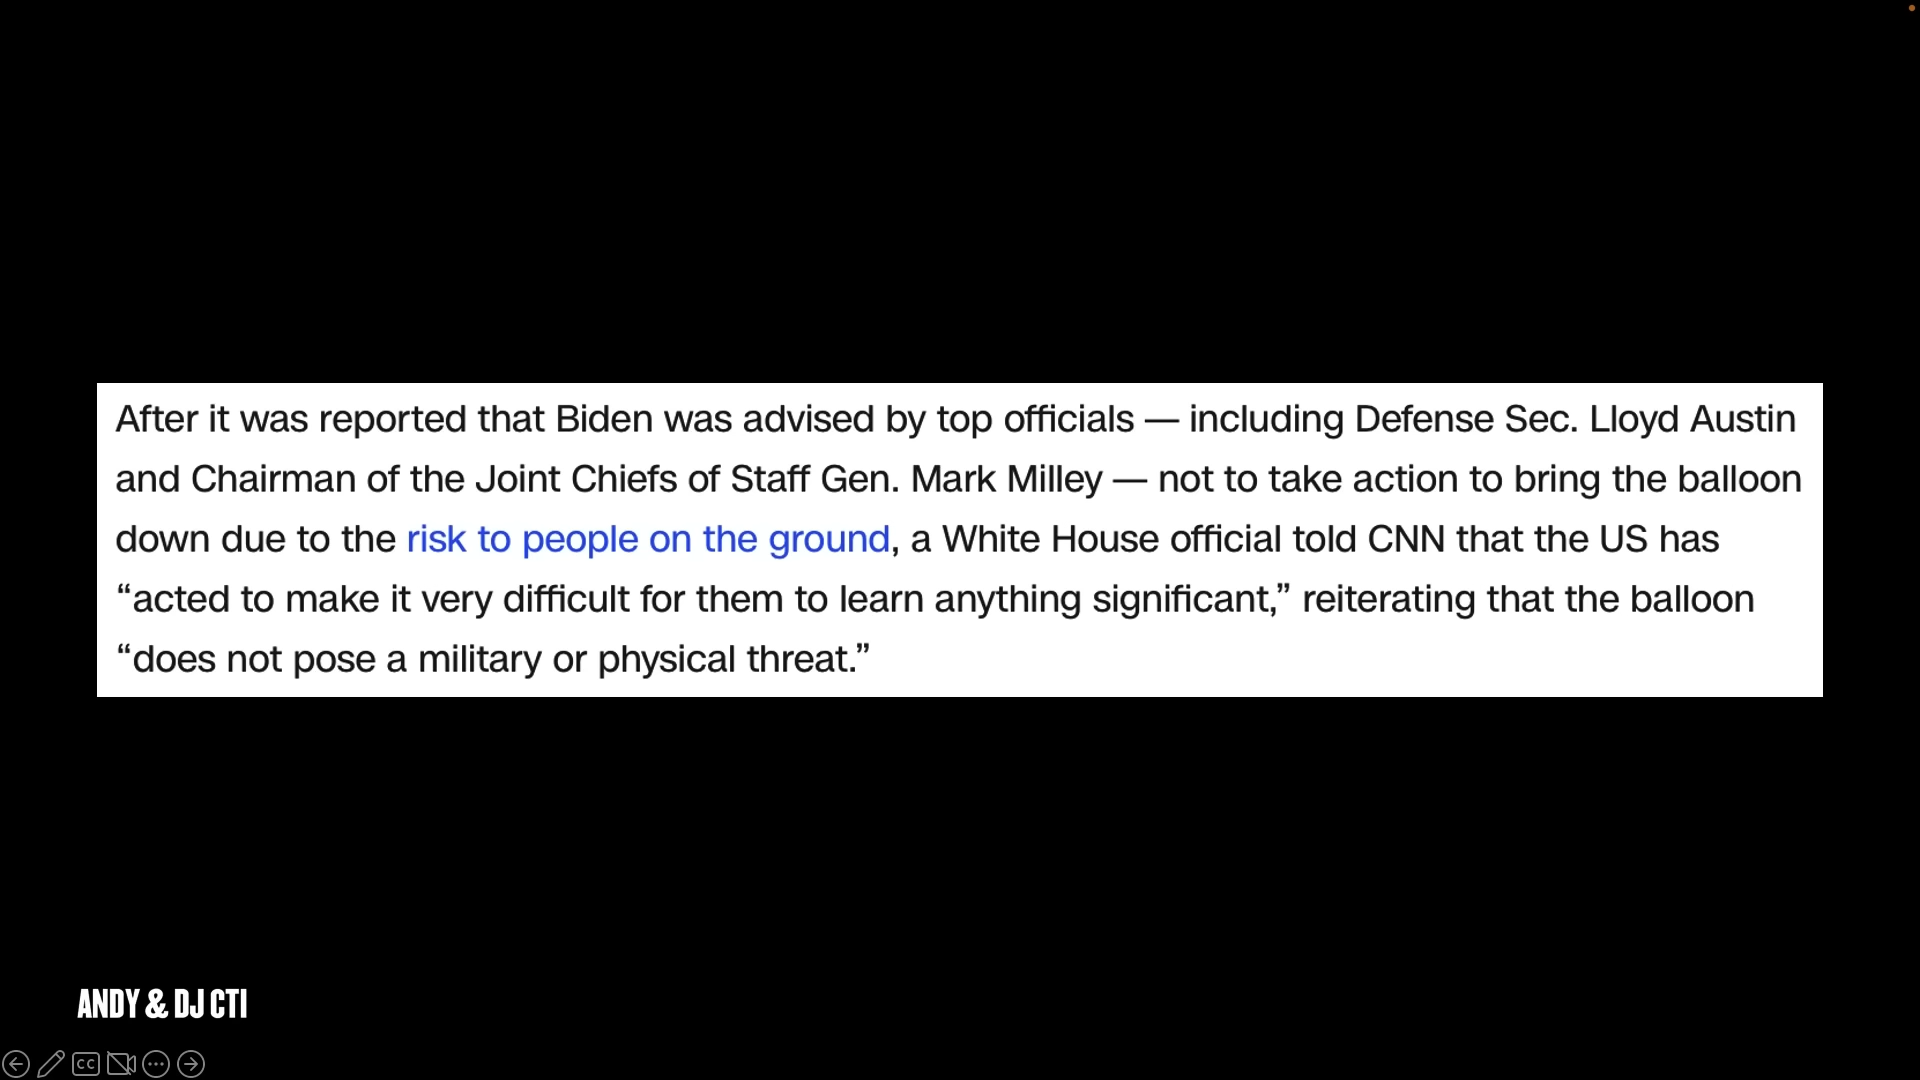 After it was reported that Biden was advised by top officials — including Defense Sec. Lloyd Austin
and Chairman of the Joint Chiefs of Staff Gen. Mark Milley — not to take action to bring the balloon
down due to the risk to people on the ground, a White House official told CNN that the US has
“acted to make it very difficult for them to learn anything significant,” reiterating that the balloon
“does not pose a military or physical threat.”
ANDY & DJ CTI
CC